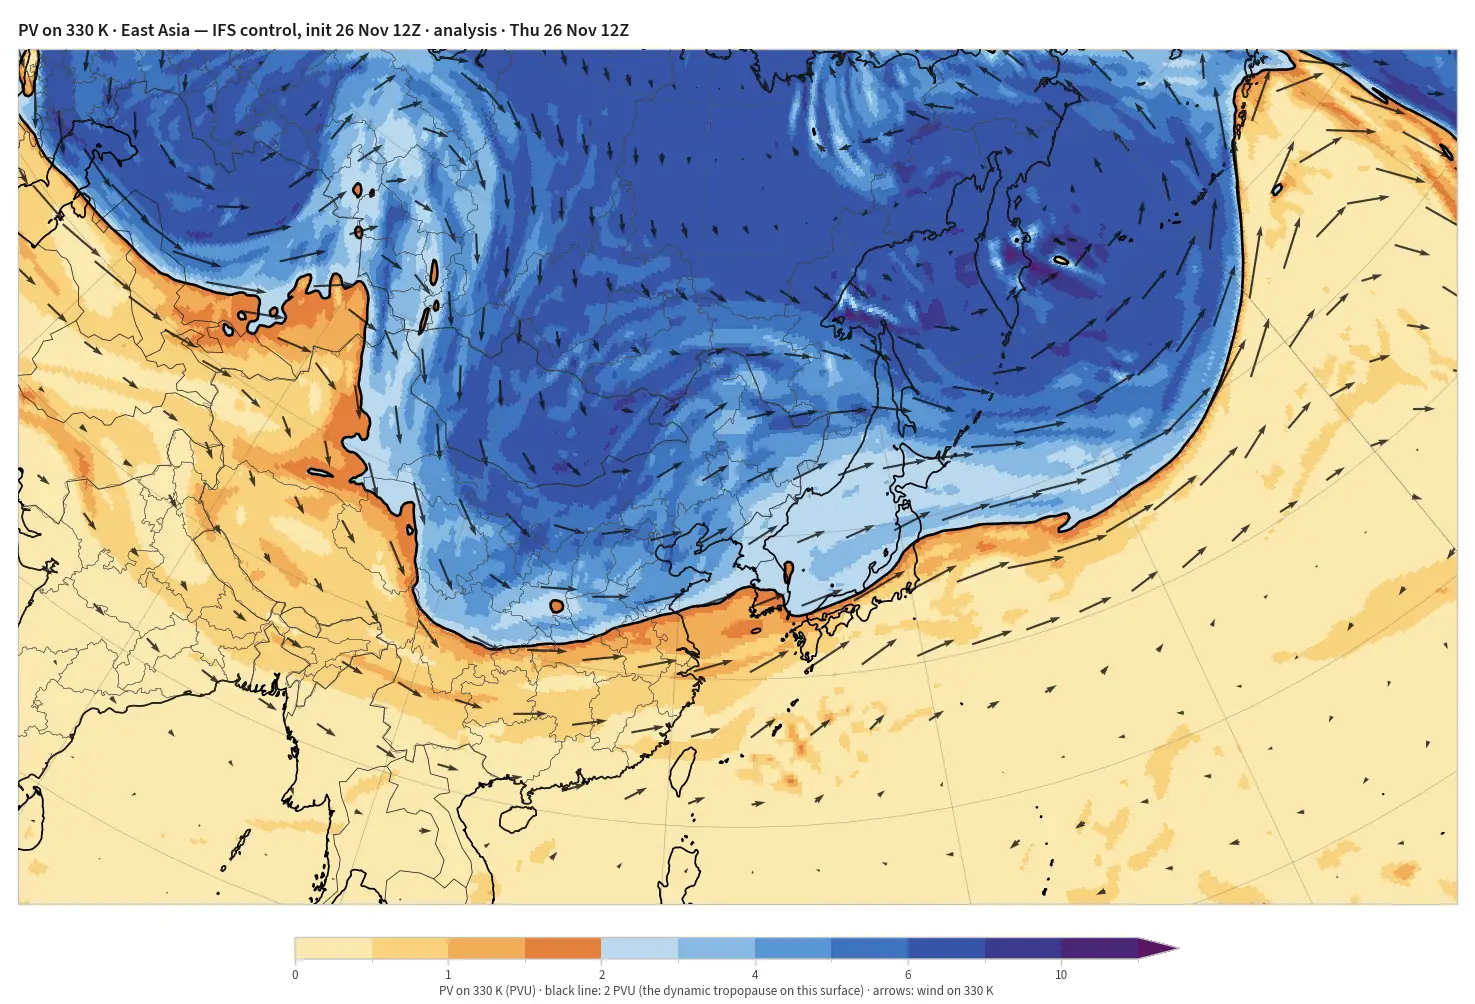 PV on 330 K · East Asia — IFS control, init 26 Nov 12Z · analysis · Thu 26 Nov 12Z
0 1 2 4 6 10
PV on 330 K (PVU) · black line: 2 PVU (the dynamic tropopause on this surface) · arrows: wind on 330 K